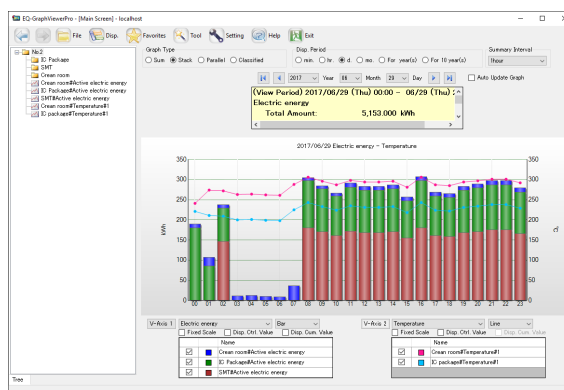 EQ-GraphViewerPro - [Main Screen] - localhost
File Disp. Favorites Tool Setting Help Exit
No.2
IC Package
SMT
Crean room
Crean room#Active electric energy
IC Package#Active electric energy
SMT#Active electric energy
Crean room#Temperature#1
IC package#Temperature#1
Tree
Graph Type
Sum Stack Parallel Classified
Disp. Period
min. hr. d. mo. For year(s) For 10 year(s)
Summary Interval
1hour
2017 Year 06 Month 29 Day
Auto Update Graph
(View Period) 2017/06/29 (Thu) 00:00 - 06/29 (Thu)
Electric energy
Total Amount: 5,153.000 kWh
2017/06/29 Electric energy - Temperature
350 350
300 300
250 250
200 200
kWh °C
150 150
100 100
50 50
0 0
00 01 02 03 04 05 06 07 08 09 10 11 12 13 14 15 16 17 18 19 20 21 22 23
V-Axis 1 Electric energy Bar
Fixed Scale Disp. Ctrl. Value Disp. Cum. Value
Name
Crean room#Active electric energy
IC Package#Active electric energy
SMT#Active electric energy
V-Axis 2 Temperature Line
Fixed Scale Disp. Ctrl. Value Disp. Cum. Value
Name
Crean room#Temperature#1
IC package#Temperature#1